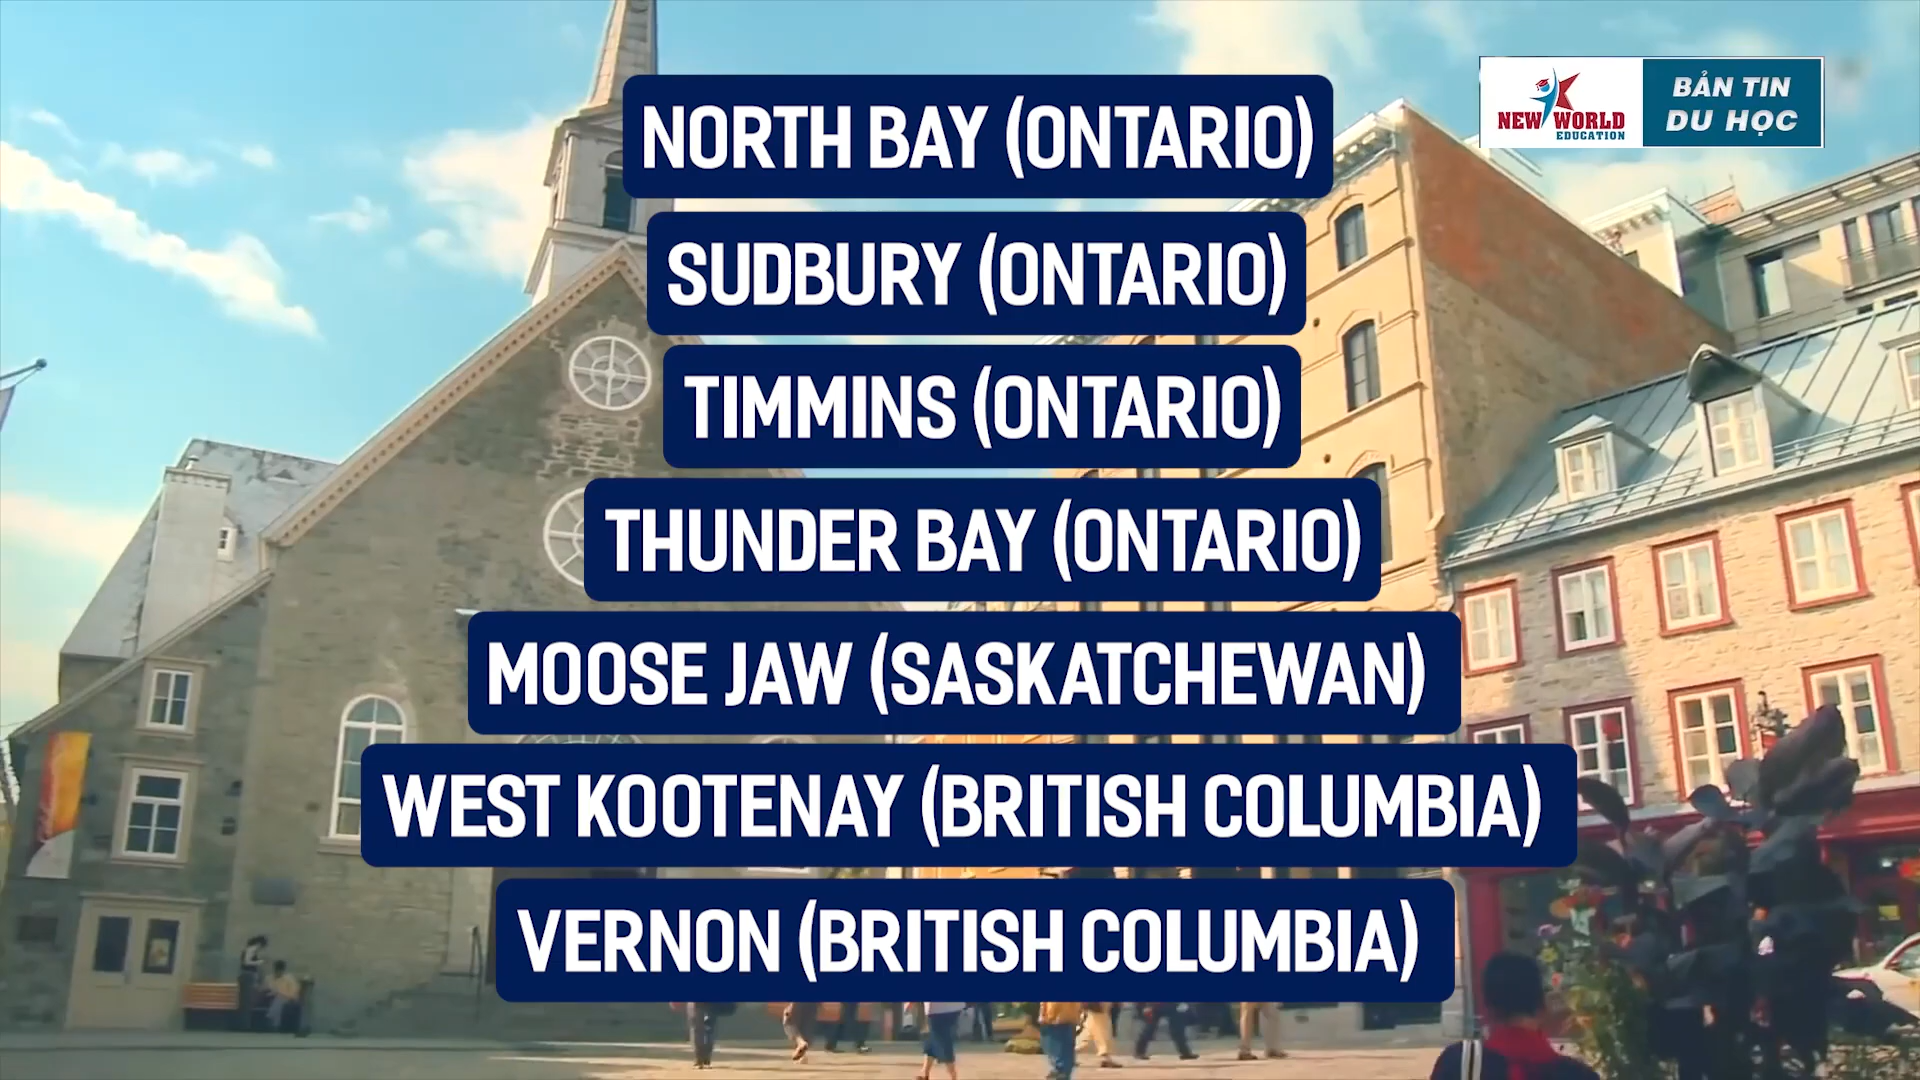 NORTH BAY (ONTARIO)
SUDBURY (ONTARIO)
TIMMINS (ONTARIO)
THUNDER BAY (ONTARIO)
MOOSE JAW (SASKATCHEWAN)
WEST KOOTENAY (BRITISH COLUMBIA)
VERNON (BRITISH COLUMBIA)
NEW WORLD
EDUCATION
BẢN TIN
DU HỌC